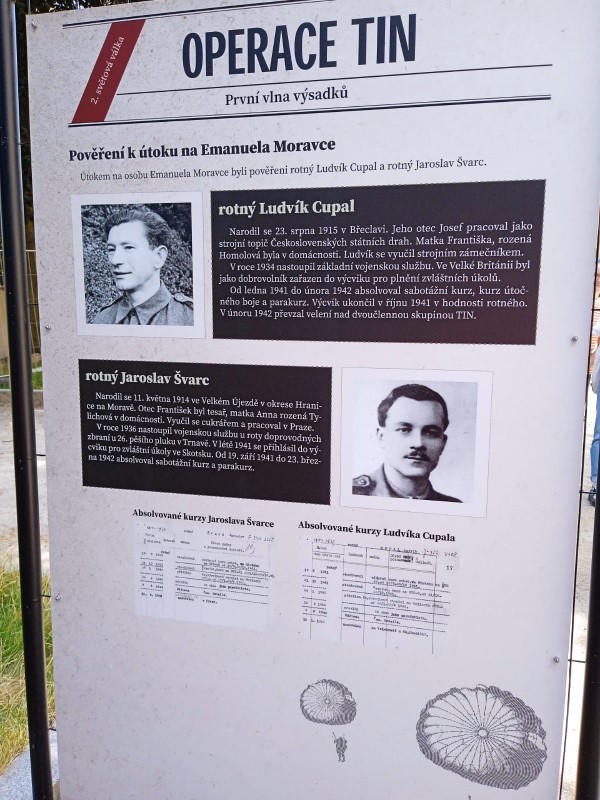 2. světová válka
OPERACE TIN
První vlna výsadků
Pověření k útoku na Emanuela Moravce
Útokem na osobu Emanuela Moravce byli pověřeni rotný Ludvík Cupal a rotný Jaroslav Švarc.
rotný Ludvík Cupal
Narodil se 23. srpna 1915 v Břeclavi. Jeho otec Josef pracoval jako
strojní topič Československých státních drah. Matka Františka, rozená
Homolová byla v domácnosti. Ludvík se vyučil strojním zámečníkem.
V roce 1934 nastoupil základní vojenskou službu. Ve Velké Británii byl
jako dobrovolník zařazen do výcviku pro plnění zvláštních úkolů.
Od ledna 1941 do února 1942 absolvoval sabotážní kurz, kurz útoč-
ného boje a parakurz. Výcvik ukončil v říjnu 1941 v hodnosti rotného.
V únoru 1942 převzal velení nad dvoučlennou skupinou TIN.
rotný Jaroslav Švarc
Narodil se 11. května 1914 ve Velkém Újezdě v okrese Hrani-
ce na Moravě. Otec František byl tesař, matka Anna rozená Ty-
lichová v domácnosti. Vyučil se cukrářem a pracoval v Praze.
V roce 1936 nastoupil vojenskou službu u roty doprovodných
zbraní u 26. pěšího pluku v Trnavě. V létě 1941 se přihlásil do vý-
cviku pro zvláštní úkoly ve Skotsku. Od 19. září 1941 do 23. břez-
na 1942 absolvoval sabotážní kurz a parakurz.
Absolvované kurzy Jaroslava Švarce
Absolvované kurzy Ludvíka Cupala